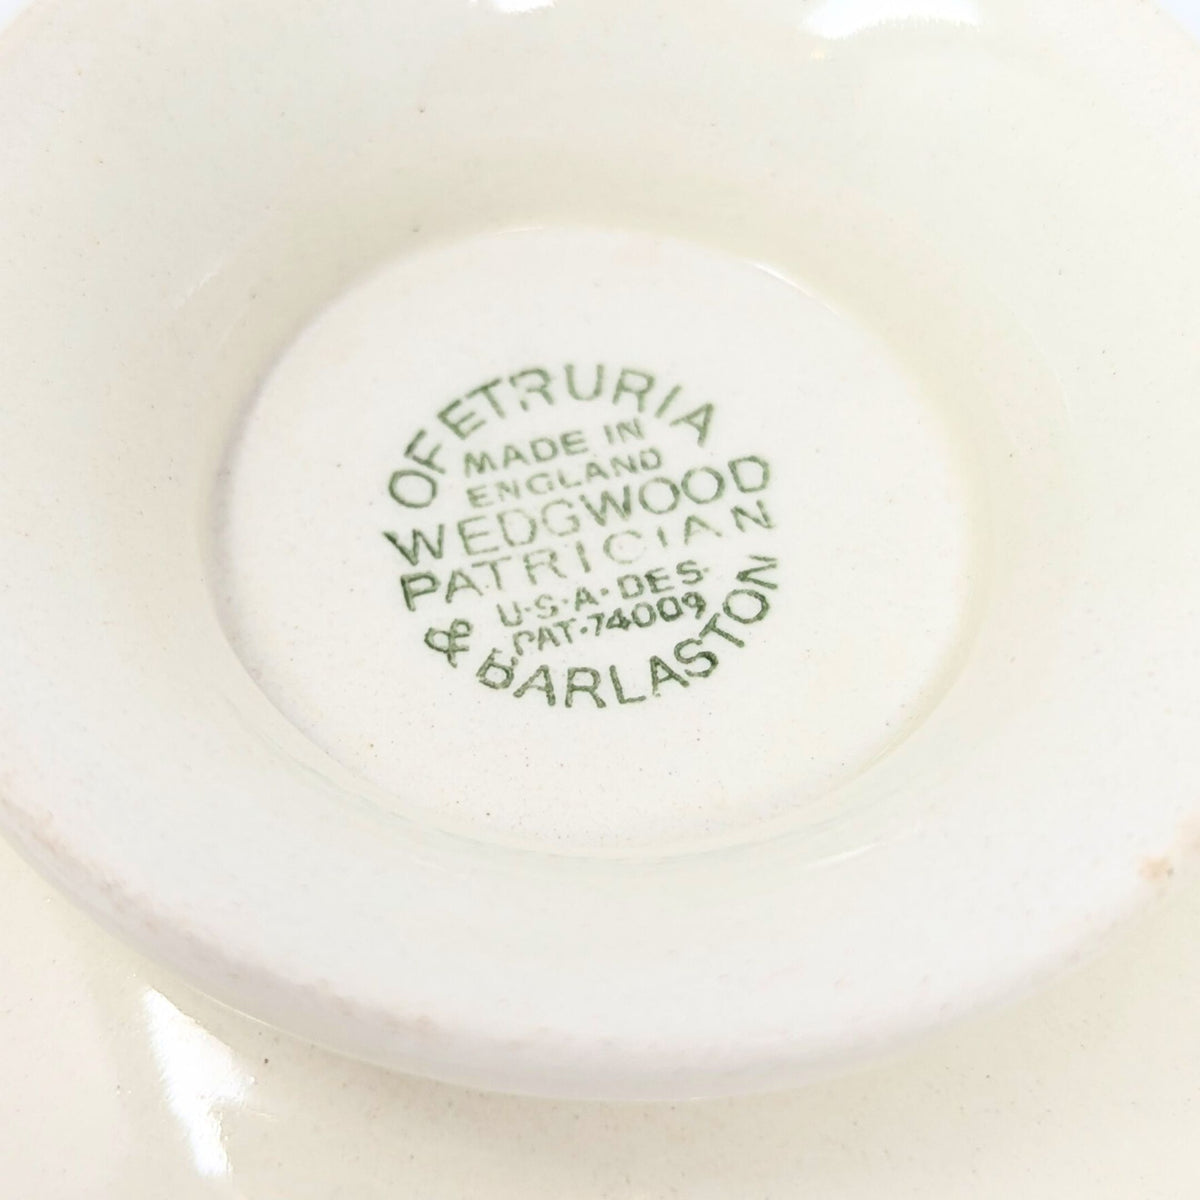 OF ETRURIA
MADE IN
ENGLAND
WEDGWOOD
PATRICIAN
U·S·A· DES·
PAT·74009
& BARLASTON